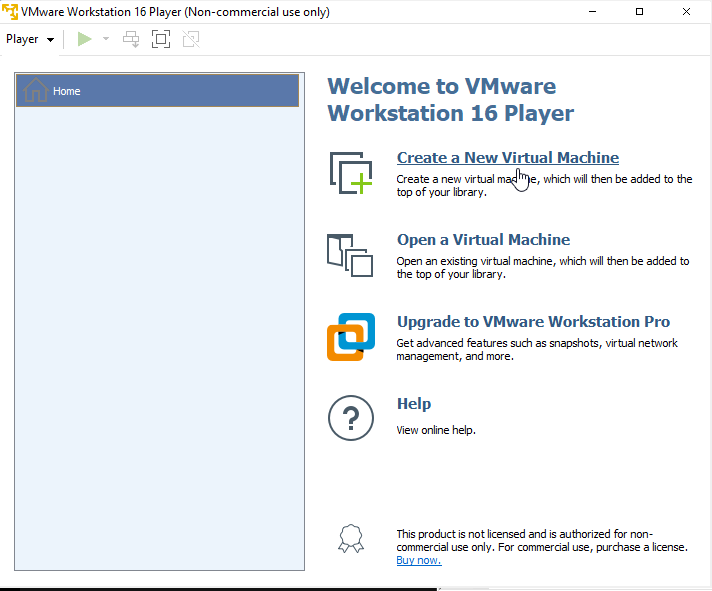 VMware Workstation 16 Player (Non-commercial use only)
Player
Home
Welcome to VMware
Workstation 16 Player
Create a New Virtual Machine
Create a new virtual machine, which will then be added to the
top of your library.
Open a Virtual Machine
Open an existing virtual machine, which will then be added to
the top of your library.
Upgrade to VMware Workstation Pro
Get advanced features such as snapshots, virtual network
management, and more.
?
Help
View online help.
This product is not licensed and is authorized for non-
commercial use only. For commercial use, purchase a license.
Buy now.